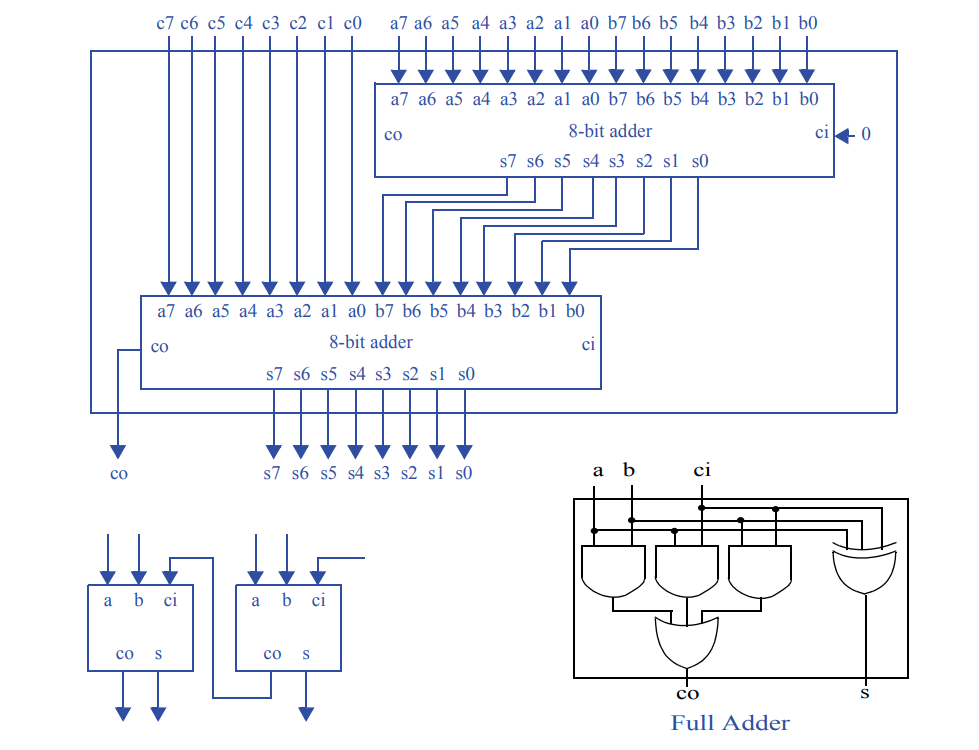 c7 c6 c5 c4 c3 c2 c1 c0 a7 a6 a5 a4 a3 a2 a1 a0 b7 b6 b5 b4 b3 b2 b1 b0
a7 a6 a5 a4 a3 a2 a1 a0 b7 b6 b5 b4 b3 b2 b1 b0
co 8-bit adder ci 0
s7 s6 s5 s4 s3 s2 s1 s0
a7 a6 a5 a4 a3 a2 a1 a0 b7 b6 b5 b4 b3 b2 b1 b0
co 8-bit adder ci
s7 s6 s5 s4 s3 s2 s1 s0
co s7 s6 s5 s4 s3 s2 s1 s0
a b ci
a b ci a b ci
co s co s
co s
Full Adder